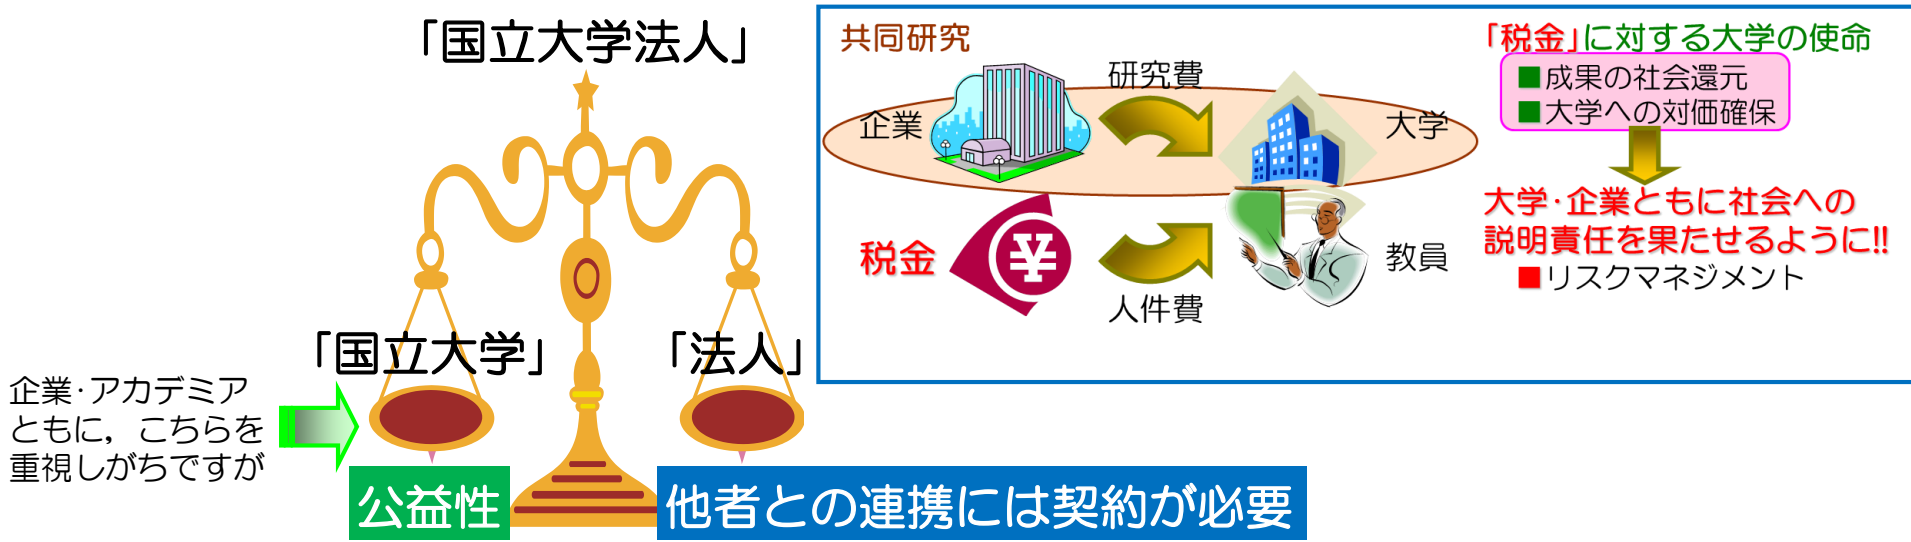 「国立大学法人」
「国立大学」
「法人」
企業・アカデミア
ともに，こちらを
重視しがちですが
公益性
他者との連携には契約が必要
共同研究
企業
研究費
大学
税金
¥
人件費
教員
「税金」に対する大学の使命
■成果の社会還元
■大学への対価確保
大学・企業ともに社会への
説明責任を果たせるように!!
■リスクマネジメント